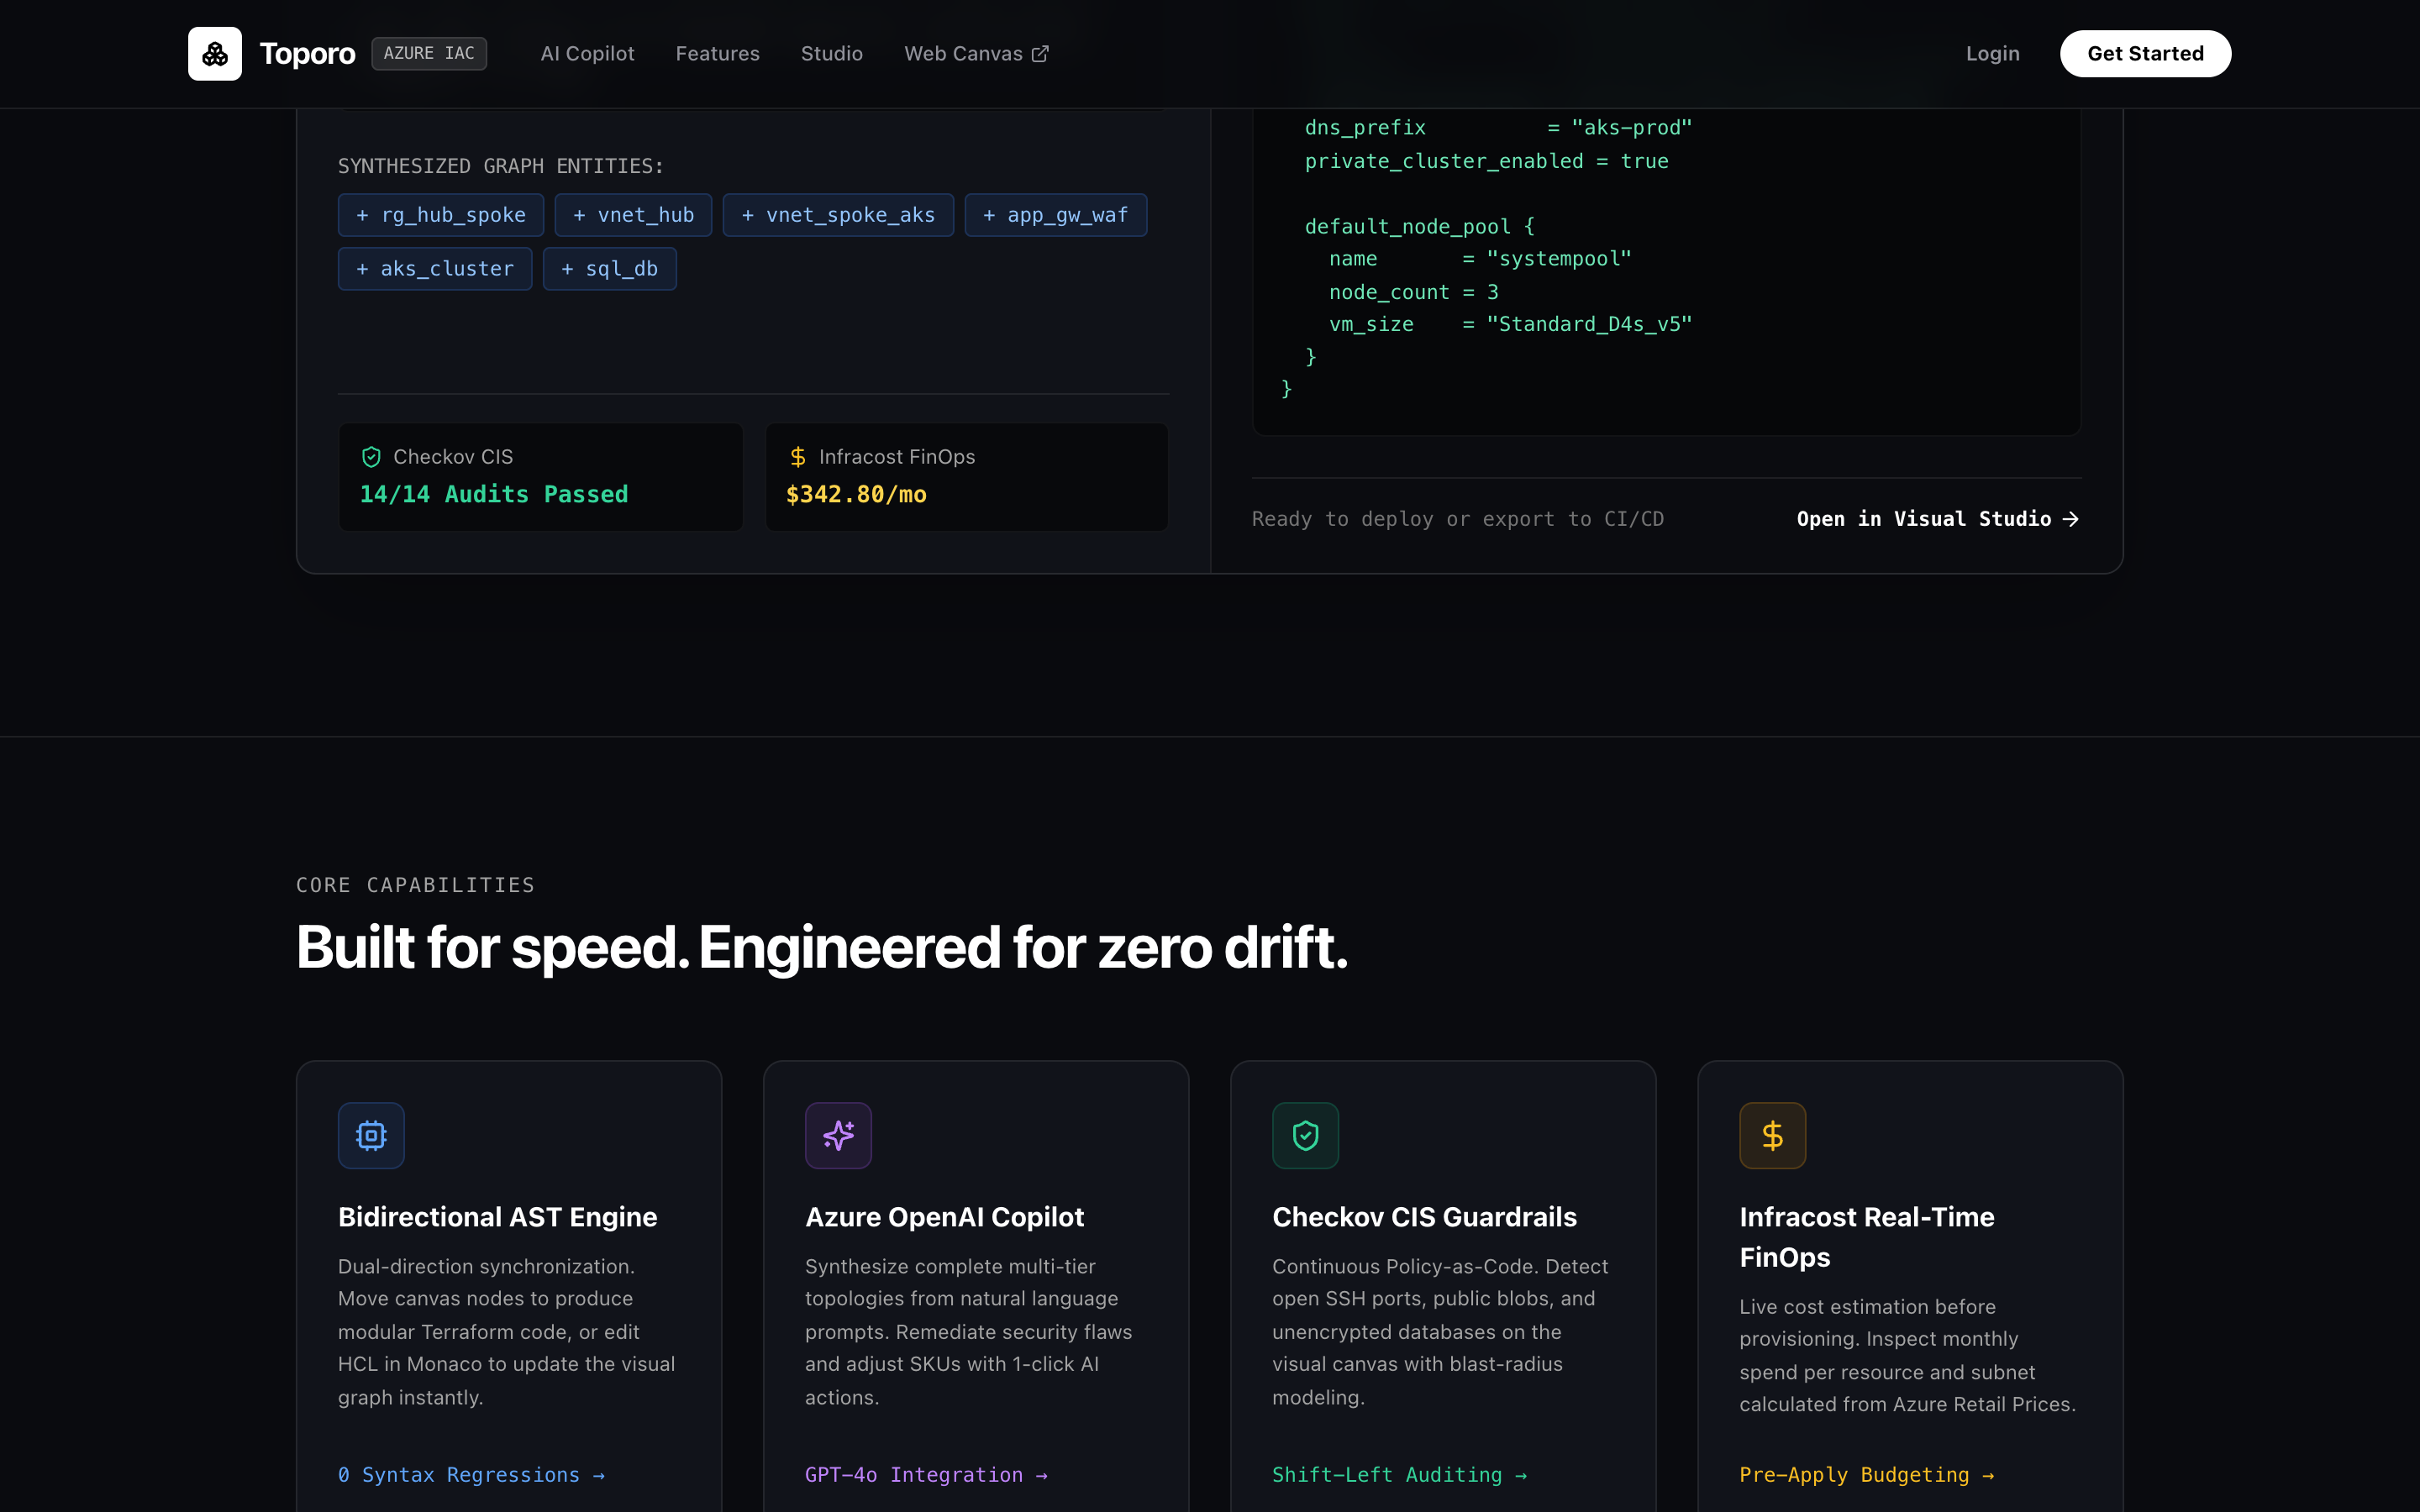 Toporo
AZURE IAC
AI Copilot
Features
Studio
Web Canvas
Login
Get Started
SYNTHESIZED GRAPH ENTITIES:
+ rg_hub_spoke
+ vnet_hub
+ vnet_spoke_aks
+ app_gw_waf
+ aks_cluster
+ sql_db
Checkov CIS
14/14 Audits Passed
Infracost FinOps
$342.80/mo
dns_prefix = "aks-prod"
private_cluster_enabled = true
default_node_pool {
name = "systempool"
node_count = 3
vm_size = "Standard_D4s_v5"
}
}
Ready to deploy or export to CI/CD
Open in Visual Studio →
CORE CAPABILITIES
Built for speed. Engineered for zero drift.
Bidirectional AST Engine
Dual-direction synchronization.
Move canvas nodes to produce
modular Terraform code, or edit
HCL in Monaco to update the visual
graph instantly.
0 Syntax Regressions →
Azure OpenAI Copilot
Synthesize complete multi-tier
topologies from natural language
prompts. Remediate security flaws
and adjust SKUs with 1-click AI
actions.
GPT-4o Integration →
Checkov CIS Guardrails
Continuous Policy-as-Code. Detect
open SSH ports, public blobs, and
unencrypted databases on the
visual canvas with blast-radius
modeling.
Shift-Left Auditing →
Infracost Real-Time
FinOps
Live cost estimation before
provisioning. Inspect monthly
spend per resource and subnet
calculated from Azure Retail Prices.
Pre-Apply Budgeting →